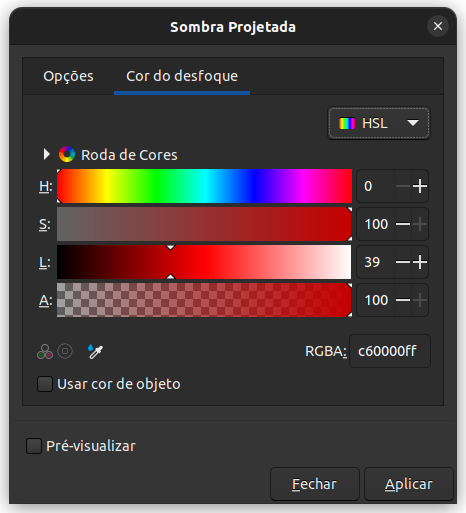 Sombra Projetada
Opções Cor do desfoque
HSL
Roda de Cores
H: 0
S: 100
L: 39
A: 100
RGBA: c60000ff
Usar cor de objeto
Pré-visualizar
Fechar Aplicar